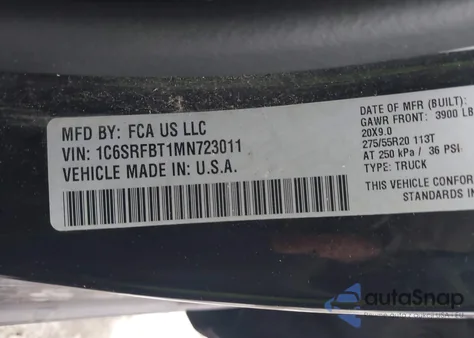 MFD BY: FCA US LLC
VIN: 1C6SRFBT1MN723011
VEHICLE MADE IN: U.S.A.
DATE OF MFR (BUILT):
GAWR FRONT: 3900 LB
20X9.0
275/55R20 113T
AT 250 kPa / 36 PSI
TYPE: TRUCK
THIS VEHICLE CONFOR
STANDARDS IN
autoSnap